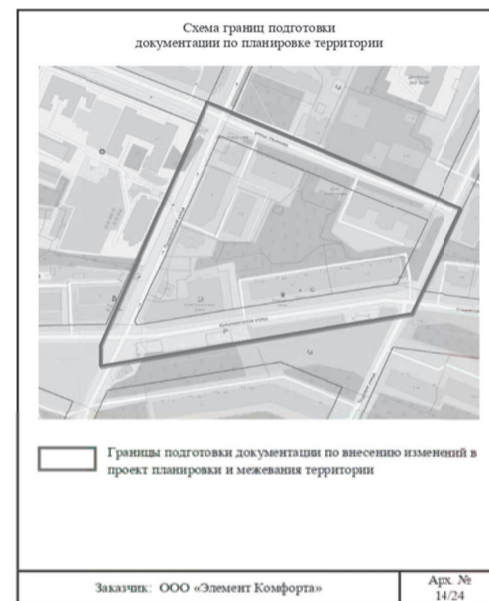 Схема границ подготовки
документации по планировке территории
Границы подготовки документации по внесению изменений в
проект планировки и межевания территории
Заказчик: ООО «Элемент Комфорта»
Арх. №
14/24